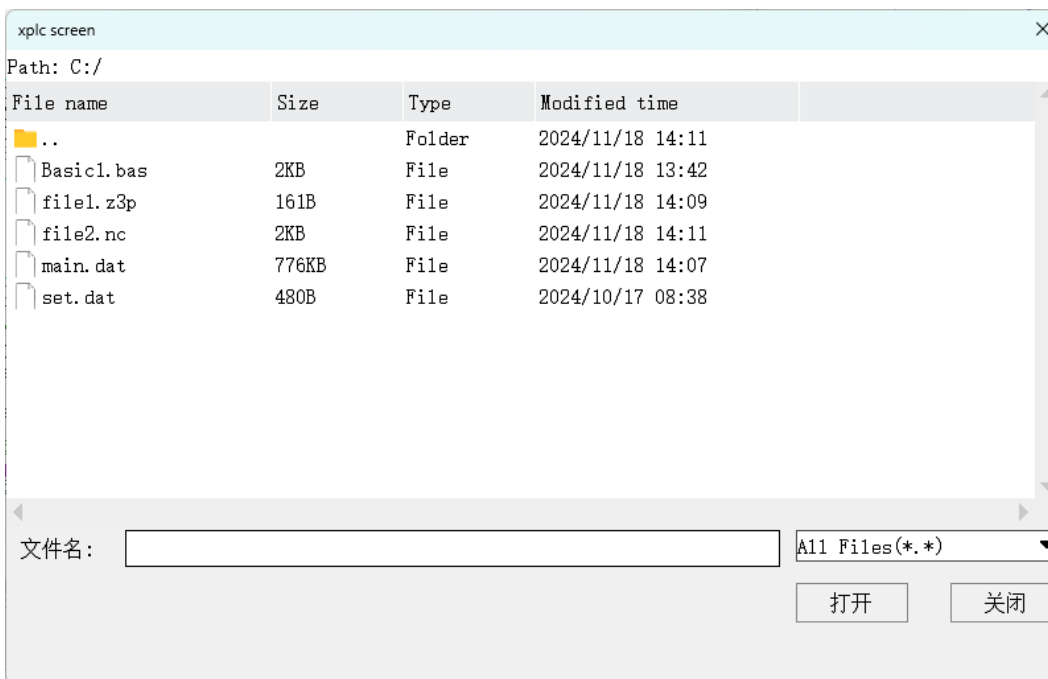 xplc screen
Path: C:/
File name Size Type Modified time
.. Folder 2024/11/18 14:11
Basic1.bas 2KB File 2024/11/18 13:42
file1.z3p 161B File 2024/11/18 14:09
file2.nc 2KB File 2024/11/18 14:11
main.dat 776KB File 2024/11/18 14:07
set.dat 480B File 2024/10/17 08:38
文件名: All Files(*.*)
打开 关闭